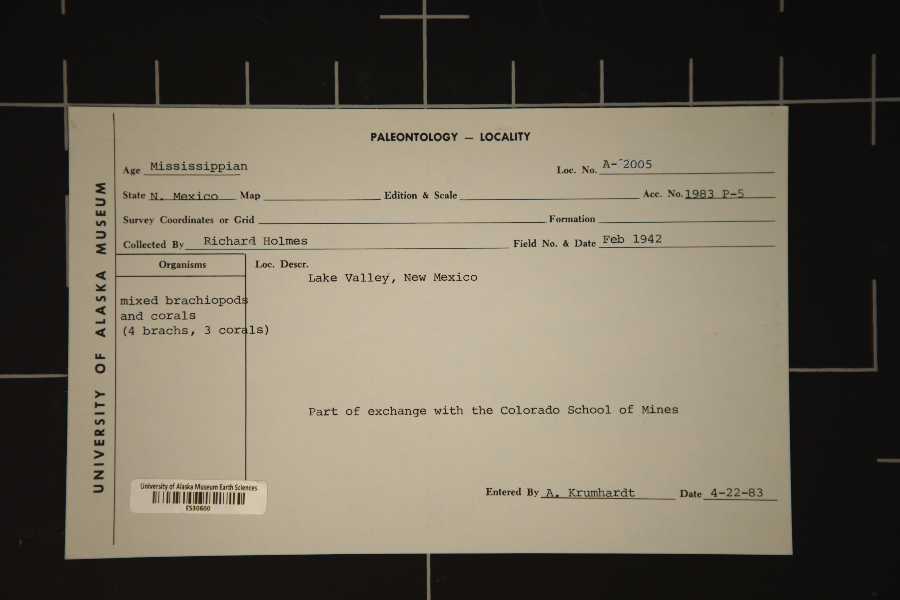 PALEONTOLOGY — LOCALITY
Age Mississippian Loc. No. A-2005
State N. Mexico Map Edition & Scale Acc. No. 1983 P-5
Survey Coordinates or Grid Formation
Collected By Richard Holmes Field No. & Date Feb 1942
Organisms Loc. Descr.
Lake Valley, New Mexico
mixed brachiopods
and corals
(4 brachs, 3 corals)
Part of exchange with the Colorado School of Mines
Entered By A. Krumhardt Date 4-22-83
UNIVERSITY OF ALASKA MUSEUM
University of Alaska Museum Earth Sciences
ES30600